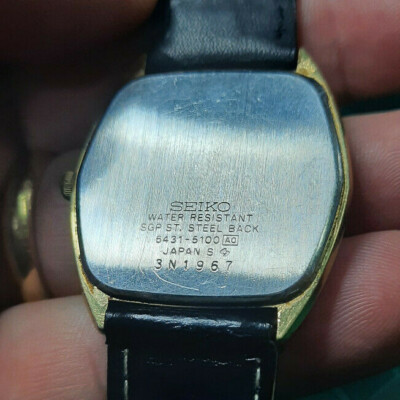 SEIKO
WATER RESISTANT
SGP ST. STEEL BACK
6431-5100 A0
JAPAN S
3N1967